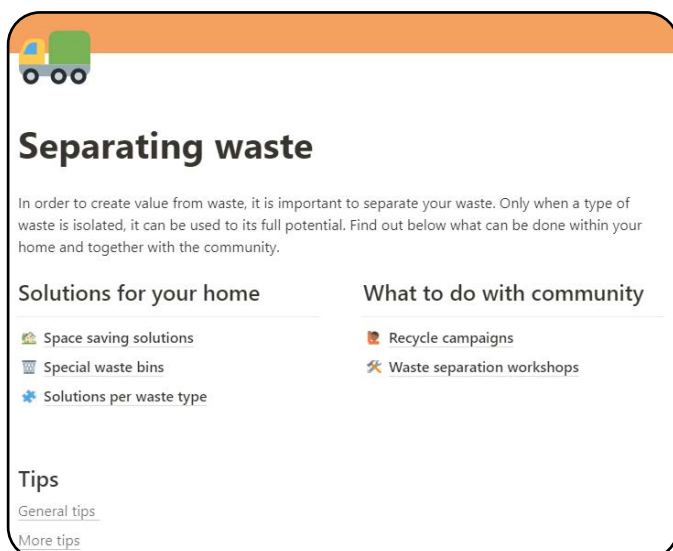 Separating waste
In order to create value from waste, it is important to separate your waste. Only when a type of
waste is isolated, it can be used to its full potential. Find out below what can be done within your
home and together with the community.
Solutions for your home
Space saving solutions
Special waste bins
Solutions per waste type
What to do with community
Recycle campaigns
Waste separation workshops
Tips
General tips
More tips